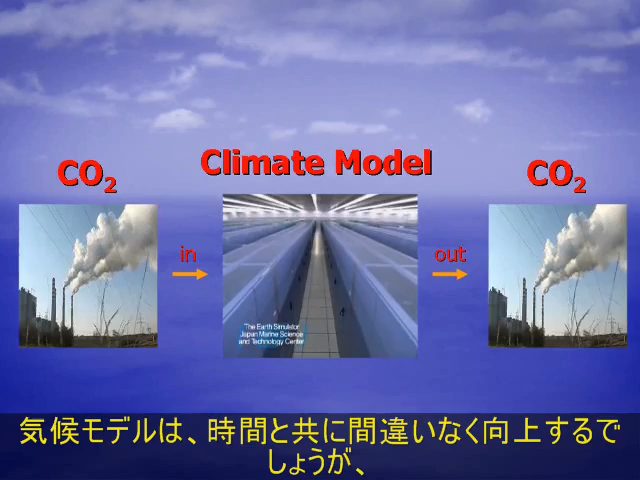 CO2
Climate Model
CO2
in
out
The Earth Simulator
Japan Marine Science
and Technology Center
気候モデルは、時間と共に間違いなく向上するで
しょうが、